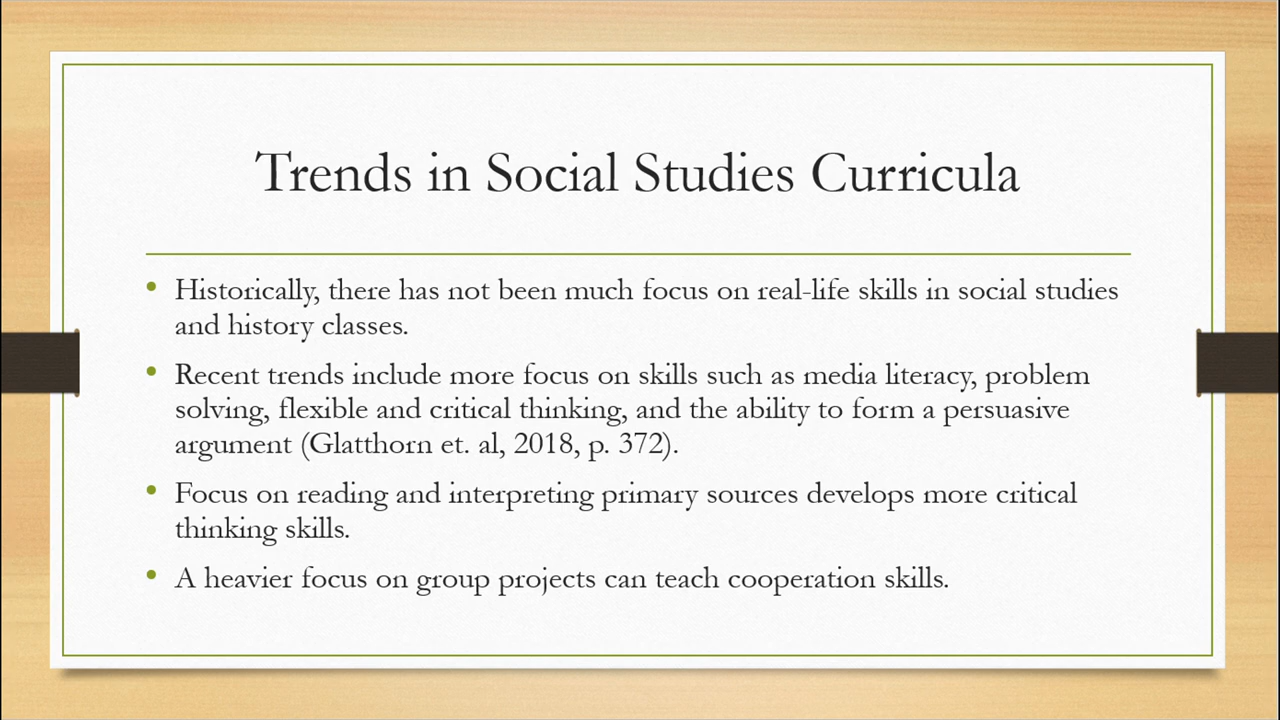 Trends in Social Studies Curricula
• Historically, there has not been much focus on real-life skills in social studies
and history classes.
• Recent trends include more focus on skills such as media literacy, problem
solving, flexible and critical thinking, and the ability to form a persuasive
argument (Glatthorn et. al, 2018, p. 372).
• Focus on reading and interpreting primary sources develops more critical
thinking skills.
• A heavier focus on group projects can teach cooperation skills.